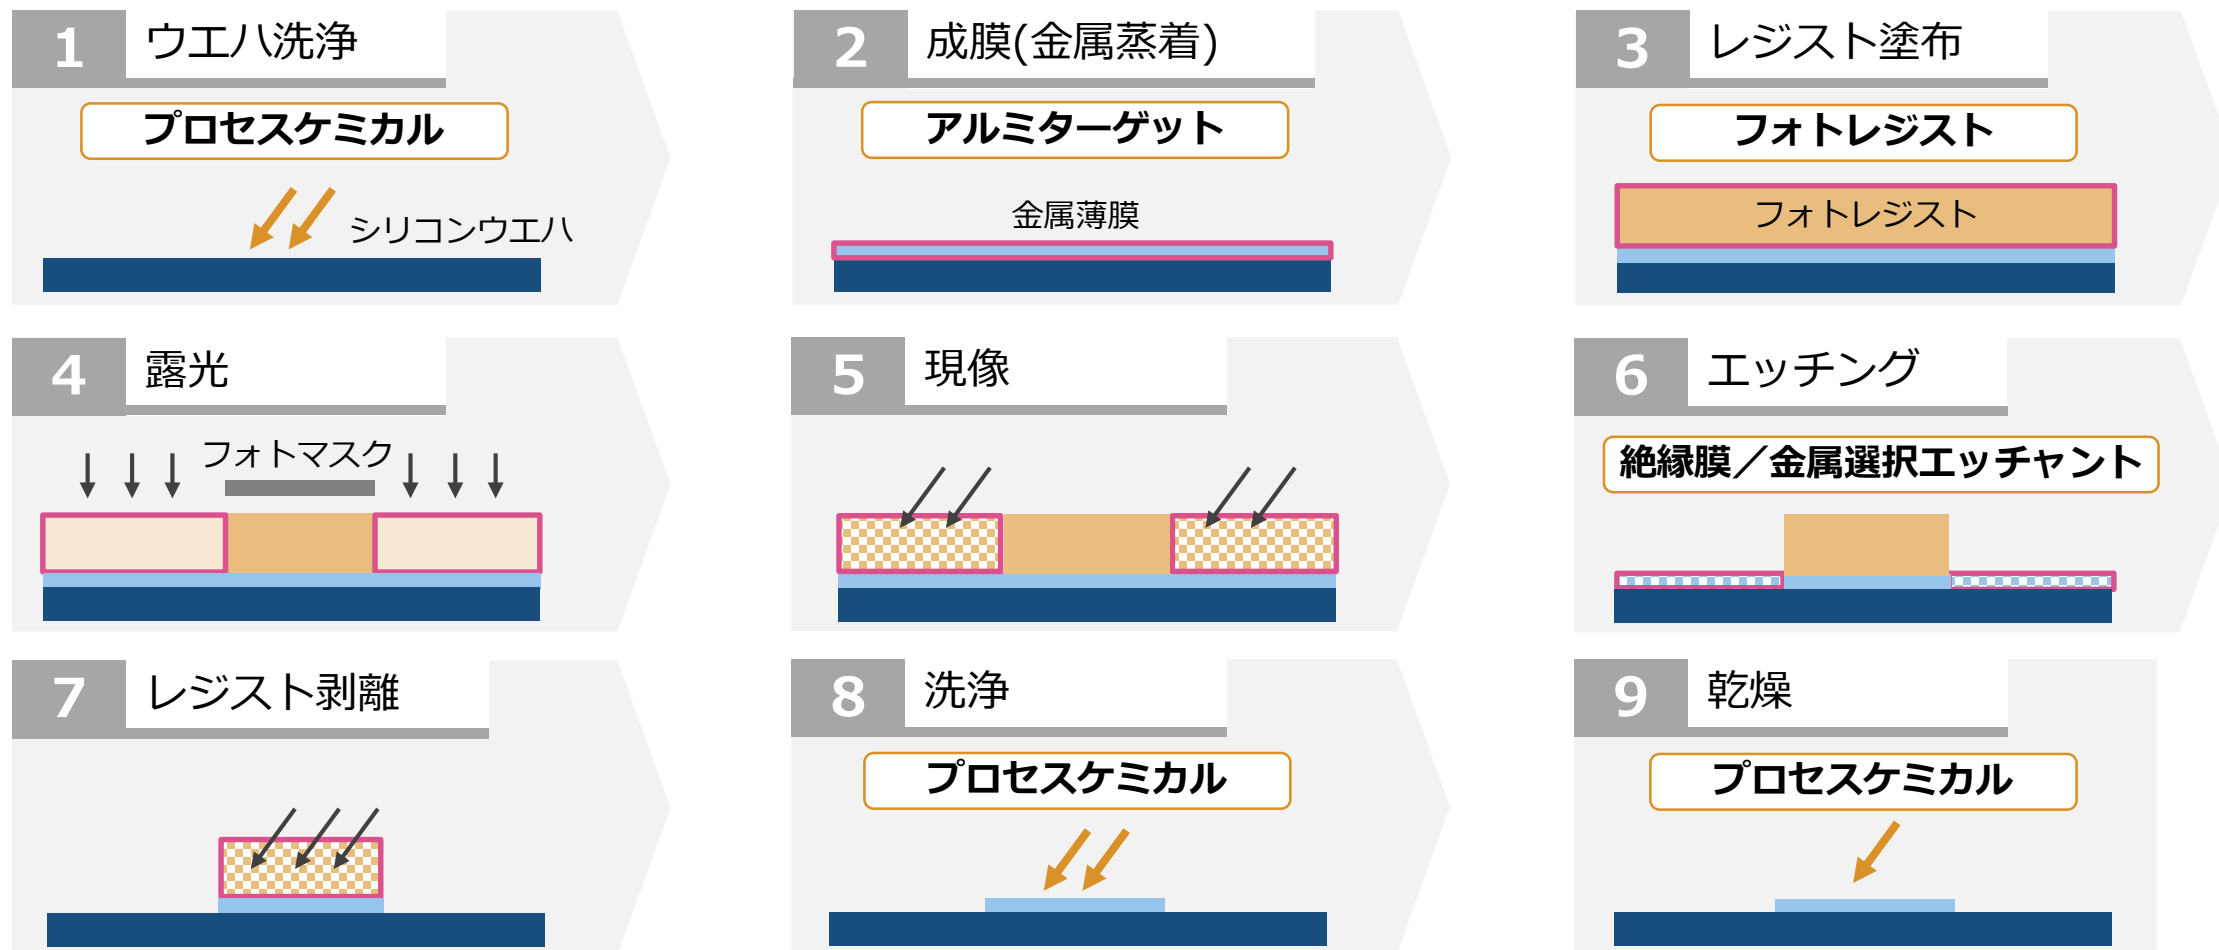 1 ウエハ洗浄
プロセスケミカル
シリコンウエハ
2 成膜(金属蒸着)
アルミターゲット
金属薄膜
3 レジスト塗布
フォトレジスト
フォトレジスト
4 露光
フォトマスク
5 現像
6 エッチング
絶縁膜／金属選択エッチャント
7 レジスト剥離
8 洗浄
プロセスケミカル
9 乾燥
プロセスケミカル